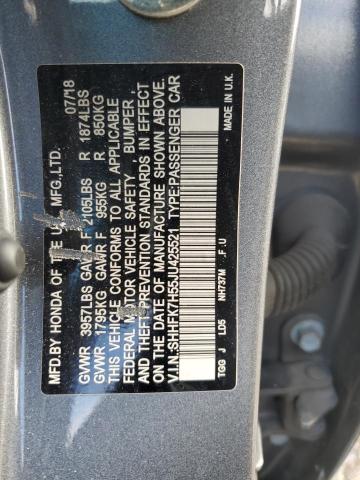 MFD.BY HONDA OF THE U.K. MFG.,LTD. 07/18
GVWR 3957LBS GAWR F 2105LBS R 1874LBS
GVWR 1795KG GAWR F 955KG R 850KG
THIS VEHICLE CONFORMS TO ALL APPLICABLE
FEDERAL MOTOR VEHICLE SAFETY , BUMPER ,
AND THEFT PREVENTION STANDARDS IN EFFECT
ON THE DATE OF MANUFACTURE SHOWN ABOVE.
V.I.N.:SHHFK7H55JU425521 TYPE:PASSENGER CAR
TGG J LD5 NH737M F.U MADE IN U.K.